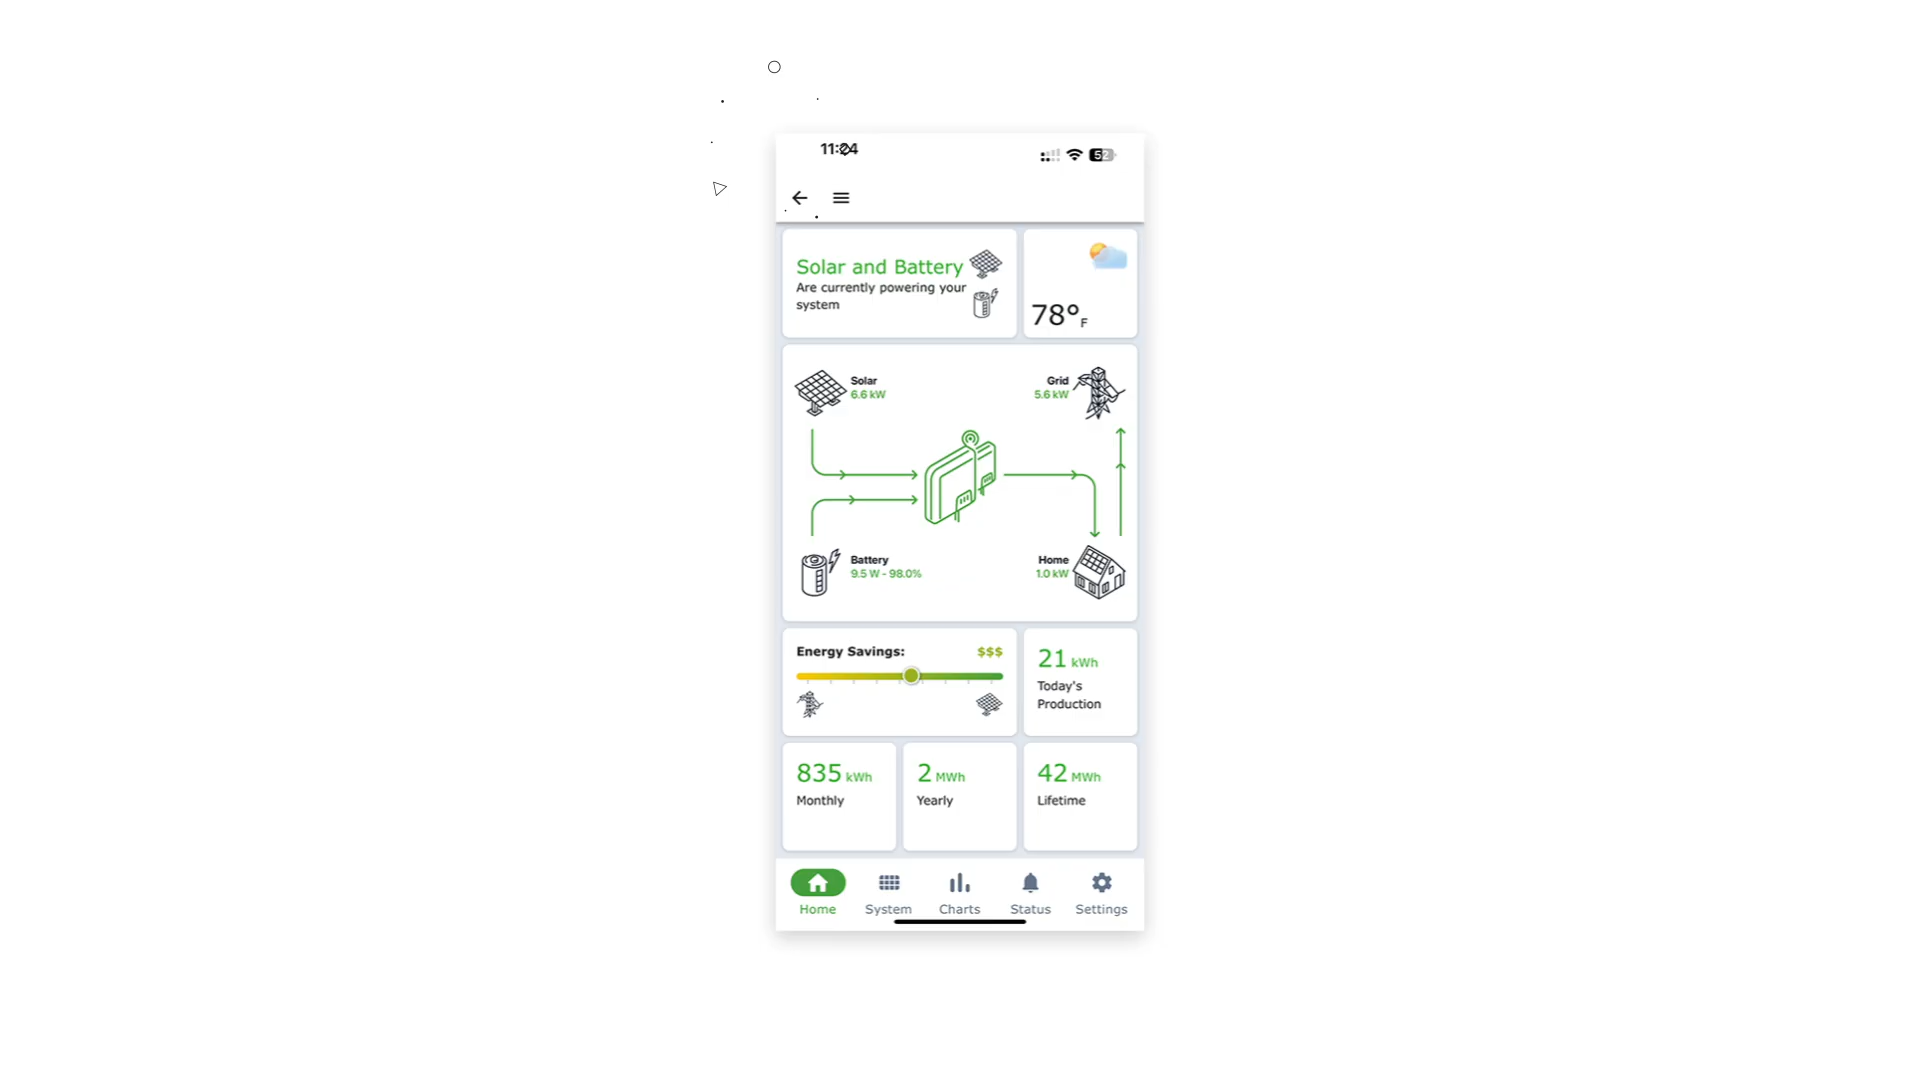 11:24
52
Solar and Battery
Are currently powering your
system
78°F
Solar
6.6 kW
Grid
5.6 kW
Battery
9.5 W - 98.0%
Home
1.0 kW
Energy Savings:
$$$
21 kWh
Today's
Production
835 kWh
Monthly
2 MWh
Yearly
42 MWh
Lifetime
Home
System
Charts
Status
Settings